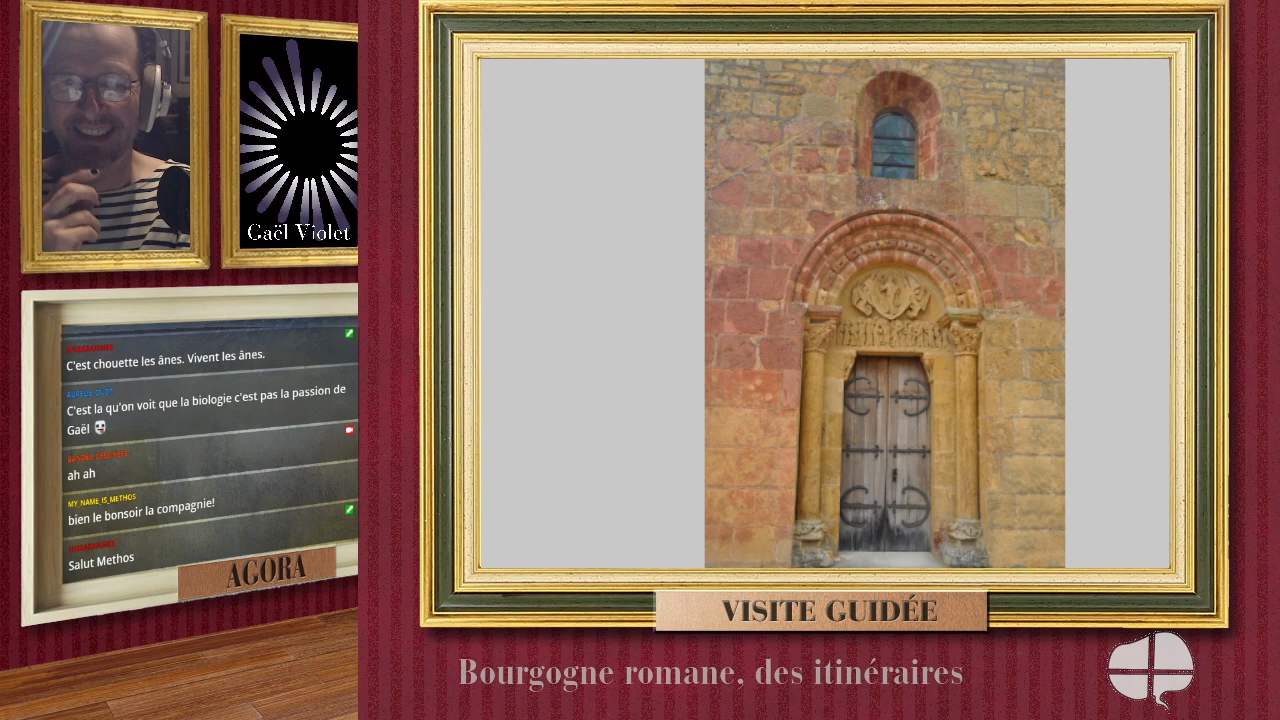 Gaël Violet
C'est chouette les ânes. Vivent les ânes.
C'est la qu'on voit que la biologie c'est pas la passion de
Gaël
ah ah
MY_NAME_IS_METHOS
bien le bonsoir la compagnie!
Salut Methos
AGORA
VISITE GUIDÉE
Bourgogne romane, des itinéraires